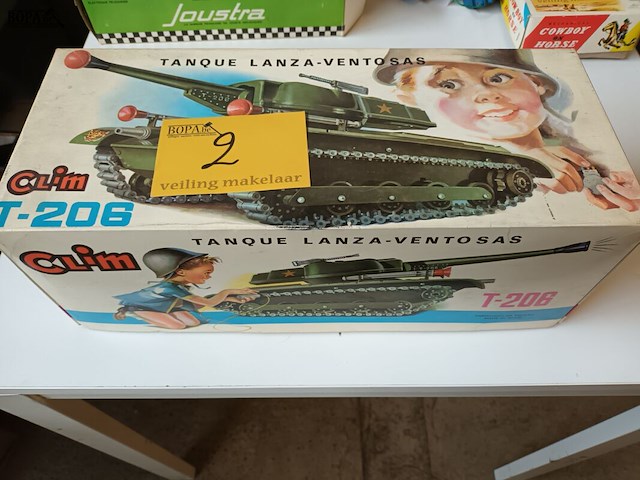 Joustra
COWBOY
HORSE
TANQUE LANZA-VENTOSAS
BOPA
2
veiling makelaar
CLIM
T-206
TANQUE LANZA-VENTOSAS
CLIM
T-206